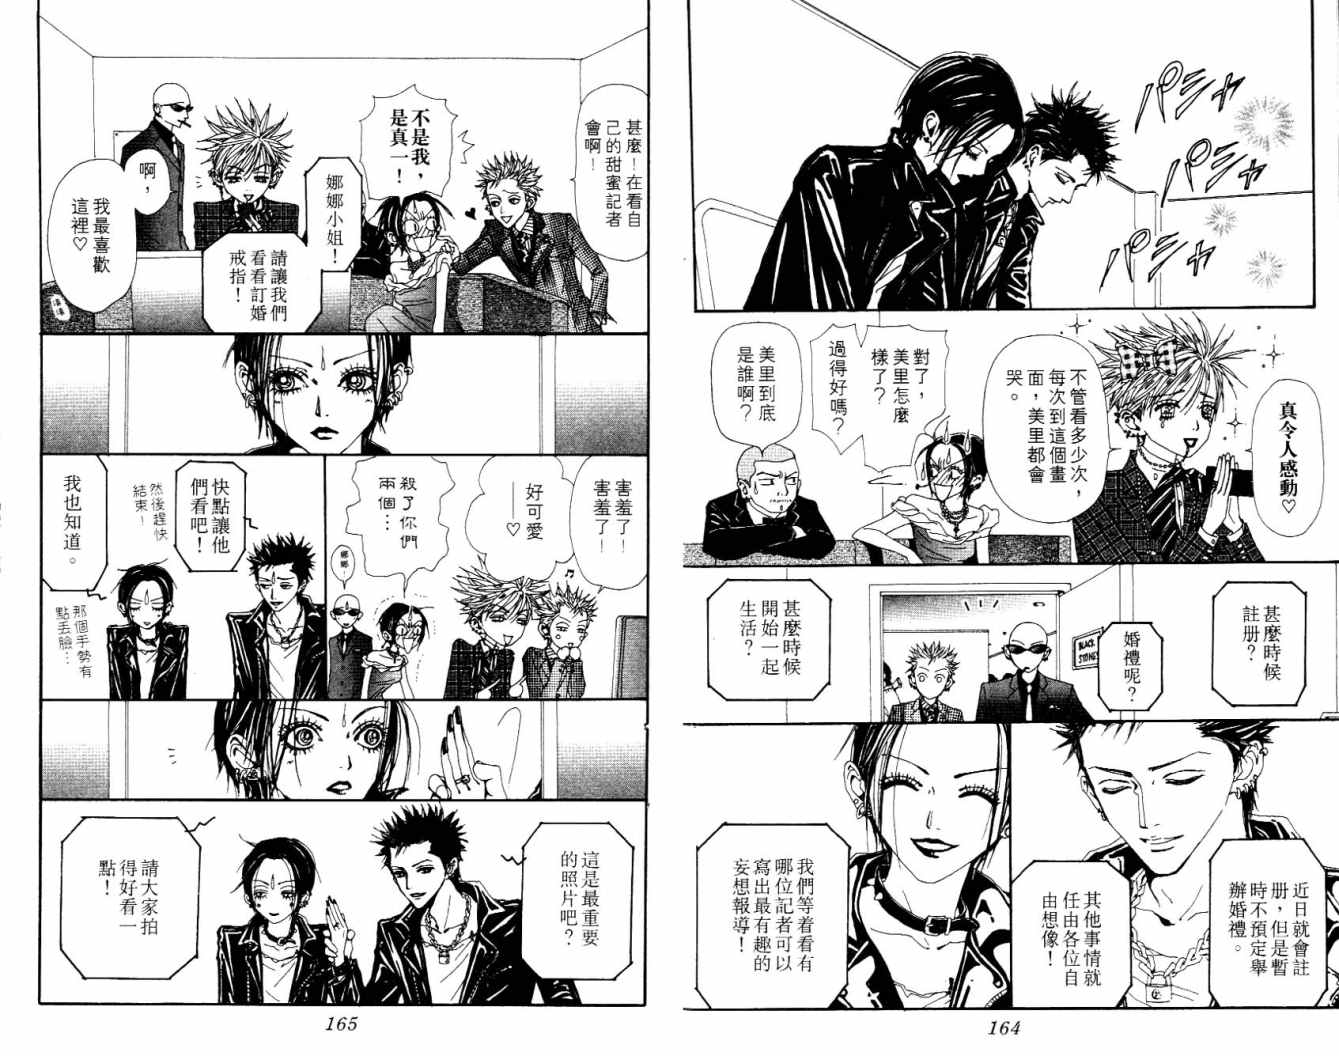 パシャ
パシャ
パシャ
真令人感動♡
不管看多少次，
每次到這個畫
面，美里都會
哭。
對了，
美里怎麼
樣了？
過得好嗎？
美里到底
是誰啊？
甚麼時候
註册？
婚禮呢？
BLACK
STONES
甚麼時候
開始一起
生活？
近日就會註
册，但是暫
時不預定舉
辦婚禮。
其他事情就
任由各位自
由想像！
我們等着看有
哪位記者可以
寫出最有趣的
妄想報導！
164
甚麼！在看自
己的甜蜜記者
會啊！
不是我，
是真一！
娜娜小姐！
請讓我們
看看訂婚
戒指！
啊，
我最喜歡
這裡♡
害羞了！
害羞了！
好可愛
——♡
殺了你們
兩個…
娜娜…
快點讓他
們看吧！
然後趕快
結束！
我也知道。
那個手勢有
點丟臉…
這是最重要
的照片吧？
請大家拍
得好看一
點！
165